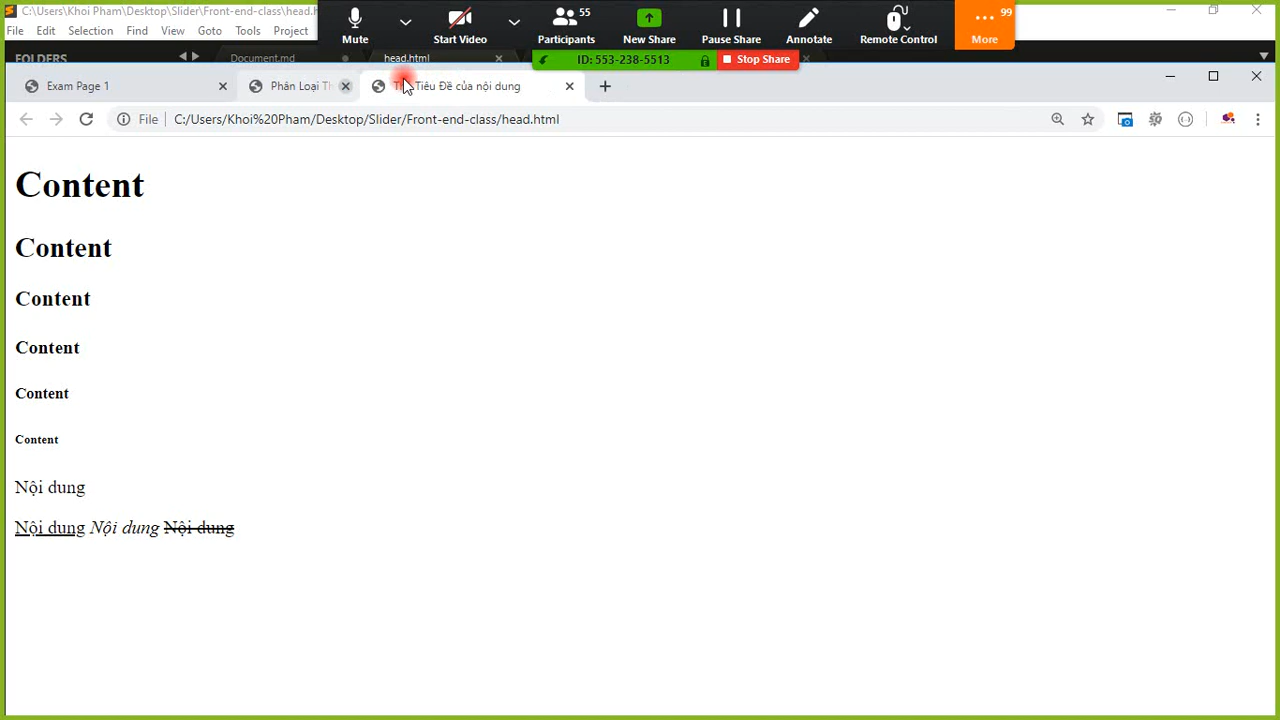 C:\Users\Khoi Pham\Desktop\Slider\Front-end-class\head.h
File Edit Selection Find View Goto Tools Project
Mute
Start Video
Participants
55
New Share
Pause Share
Annotate
Remote Control
More
99
FOLDERS
Document.md
head.html
ID: 553-238-5513
Stop Share
Exam Page 1
Phân Loại Th
Tiêu Đề của nội dung
File
C:/Users/Khoi%20Pham/Desktop/Slider/Front-end-class/head.html
Content
Content
Content
Content
Content
Content
Nội dung
Nội dung Nội dung Nội dung